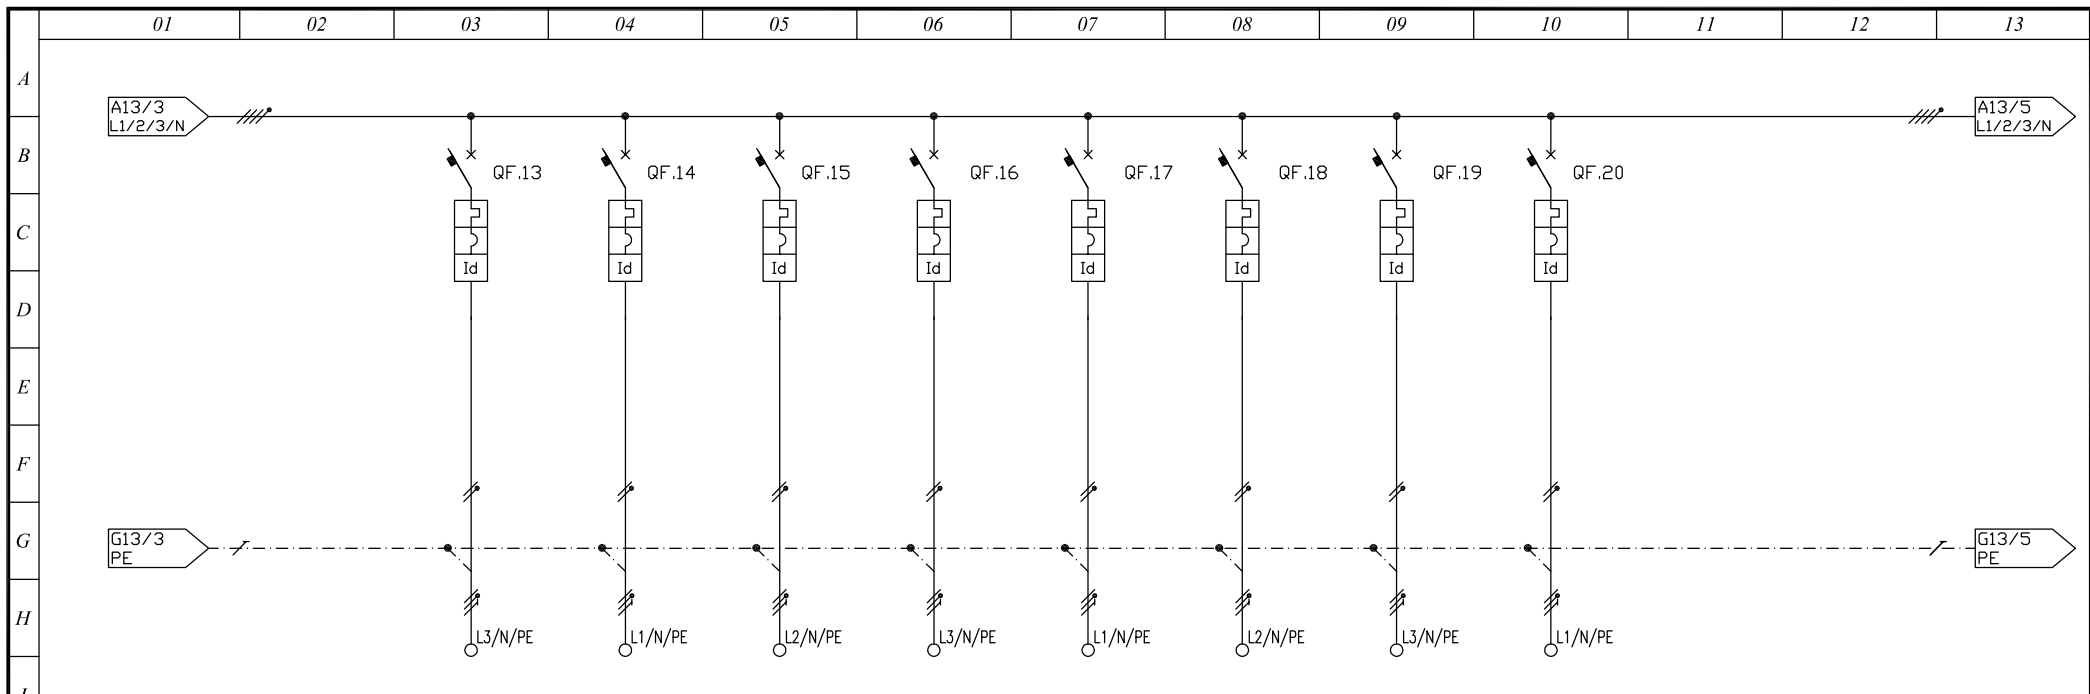 01 02 03 04 05 06 07 08 09 10 11 12 13
A
A13/3
L1/2/3/N
A13/5
L1/2/3/N
B
QF.13 QF.14 QF.15 QF.16 QF.17 QF.18 QF.19 QF.20
C
Id Id Id Id Id Id Id Id
D
E
F
G
G13/3
PE
G13/5
PE
H
L3/N/PE L1/N/PE L2/N/PE L3/N/PE L1/N/PE L2/N/PE L3/N/PE L1/N/PE